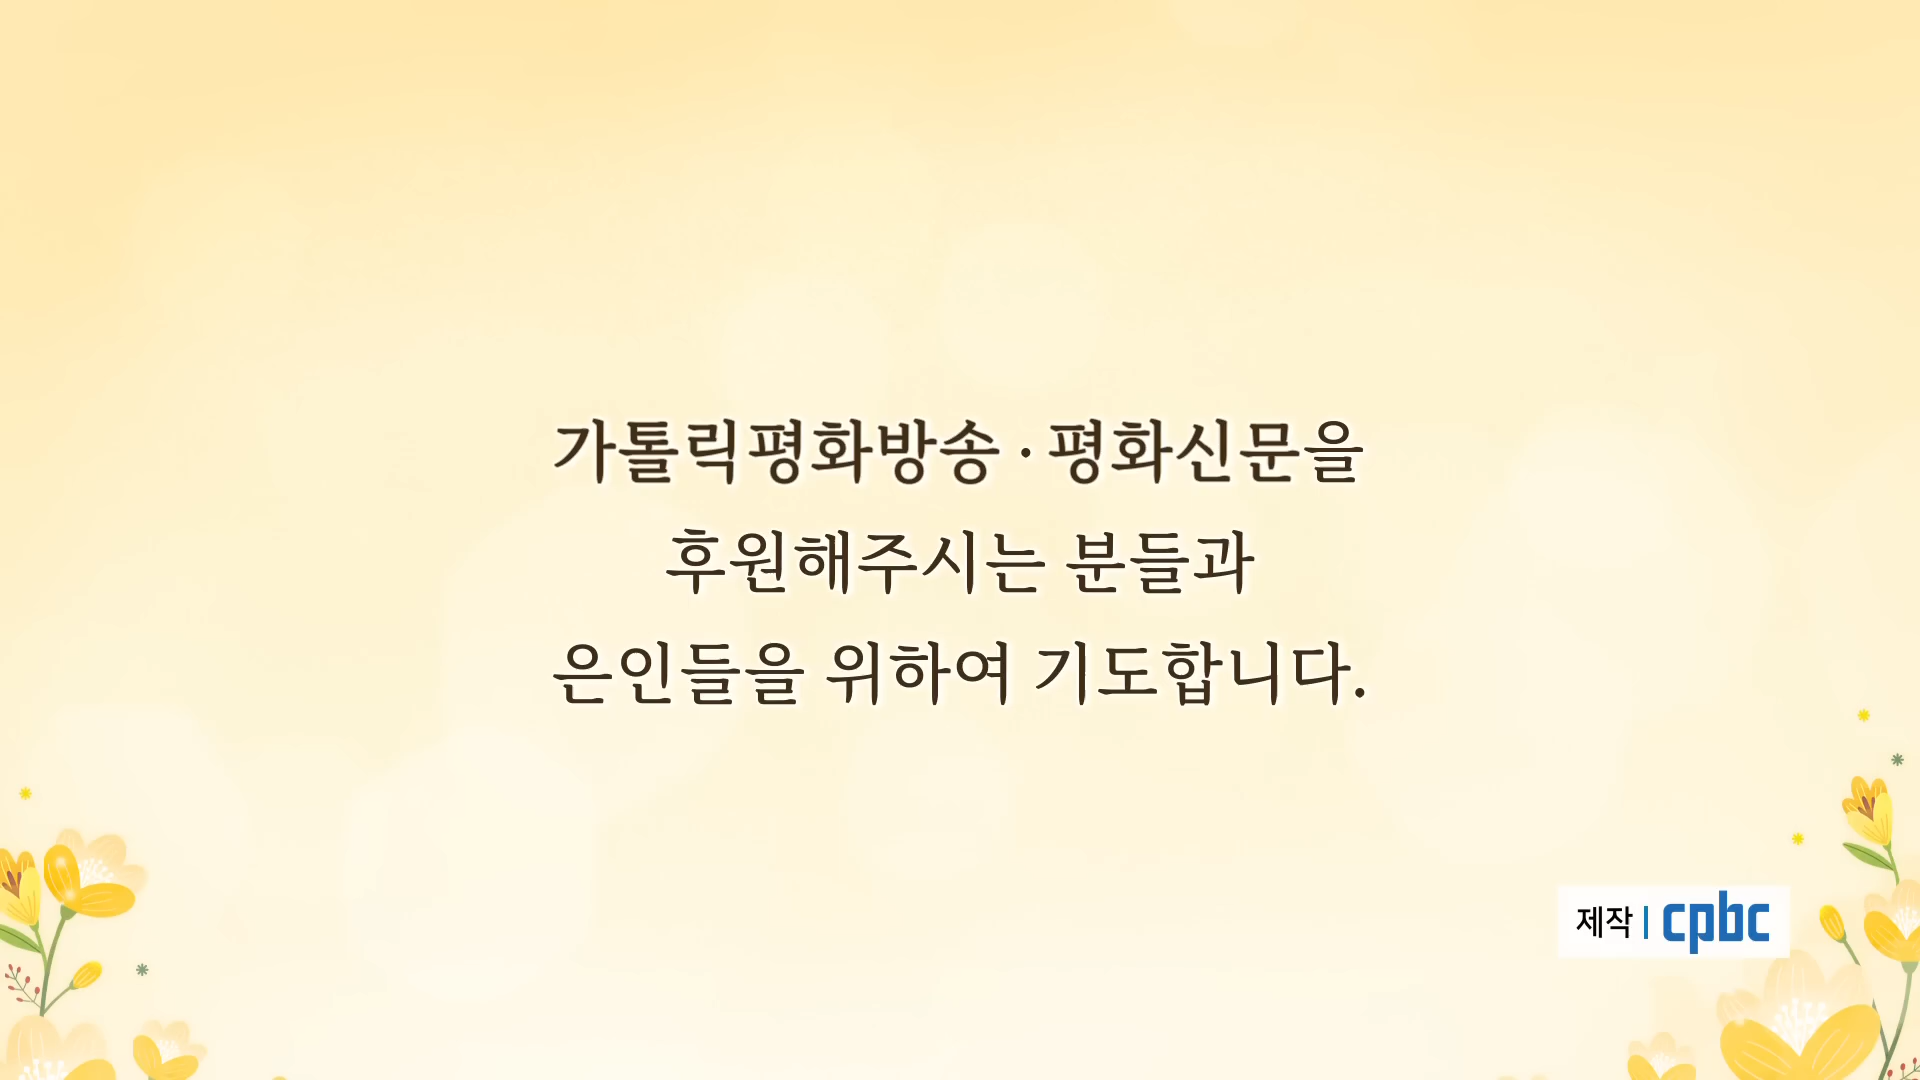 가톨릭평화방송 · 평화신문을
후원해주시는 분들과
은인들을 위하여 기도합니다.
제작 | cpbc